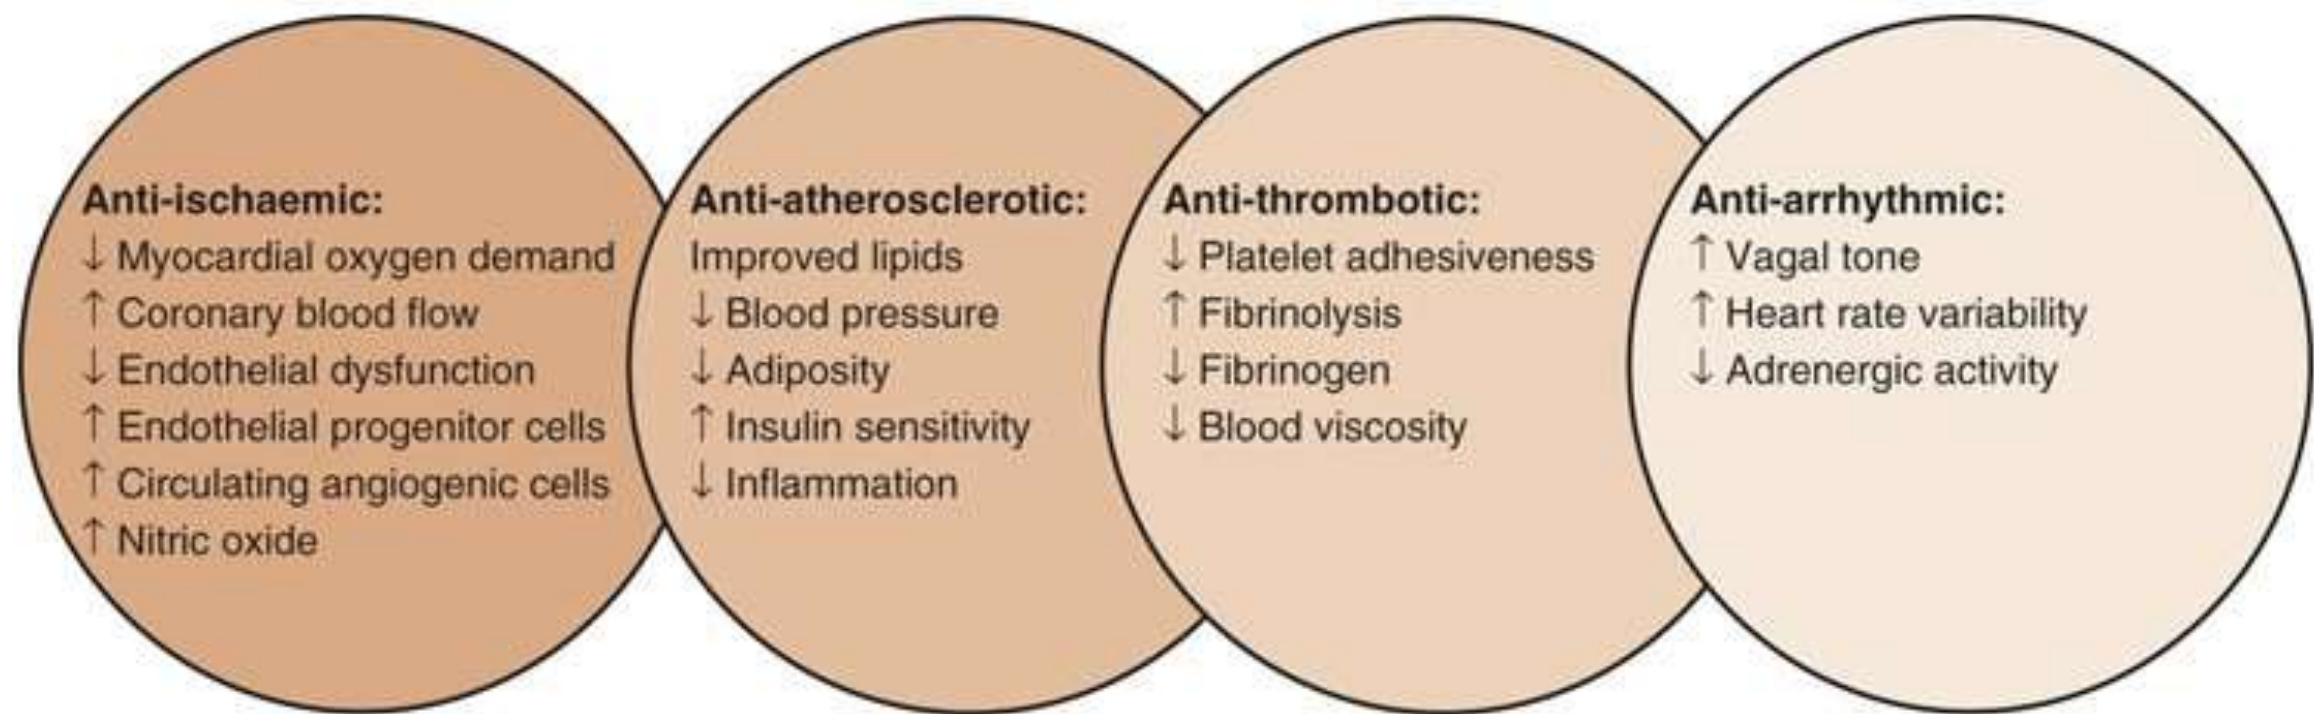 Anti-ischaemic:
↓ Myocardial oxygen demand
↑ Coronary blood flow
↓ Endothelial dysfunction
↑ Endothelial progenitor cells
↑ Circulating angiogenic cells
↑ Nitric oxide
Anti-atherosclerotic:
Improved lipids
↓ Blood pressure
↓ Adiposity
↑ Insulin sensitivity
↓ Inflammation
Anti-thrombotic:
↓ Platelet adhesiveness
↑ Fibrinolysis
↓ Fibrinogen
↓ Blood viscosity
Anti-arrhythmic:
↑ Vagal tone
↑ Heart rate variability
↓ Adrenergic activity